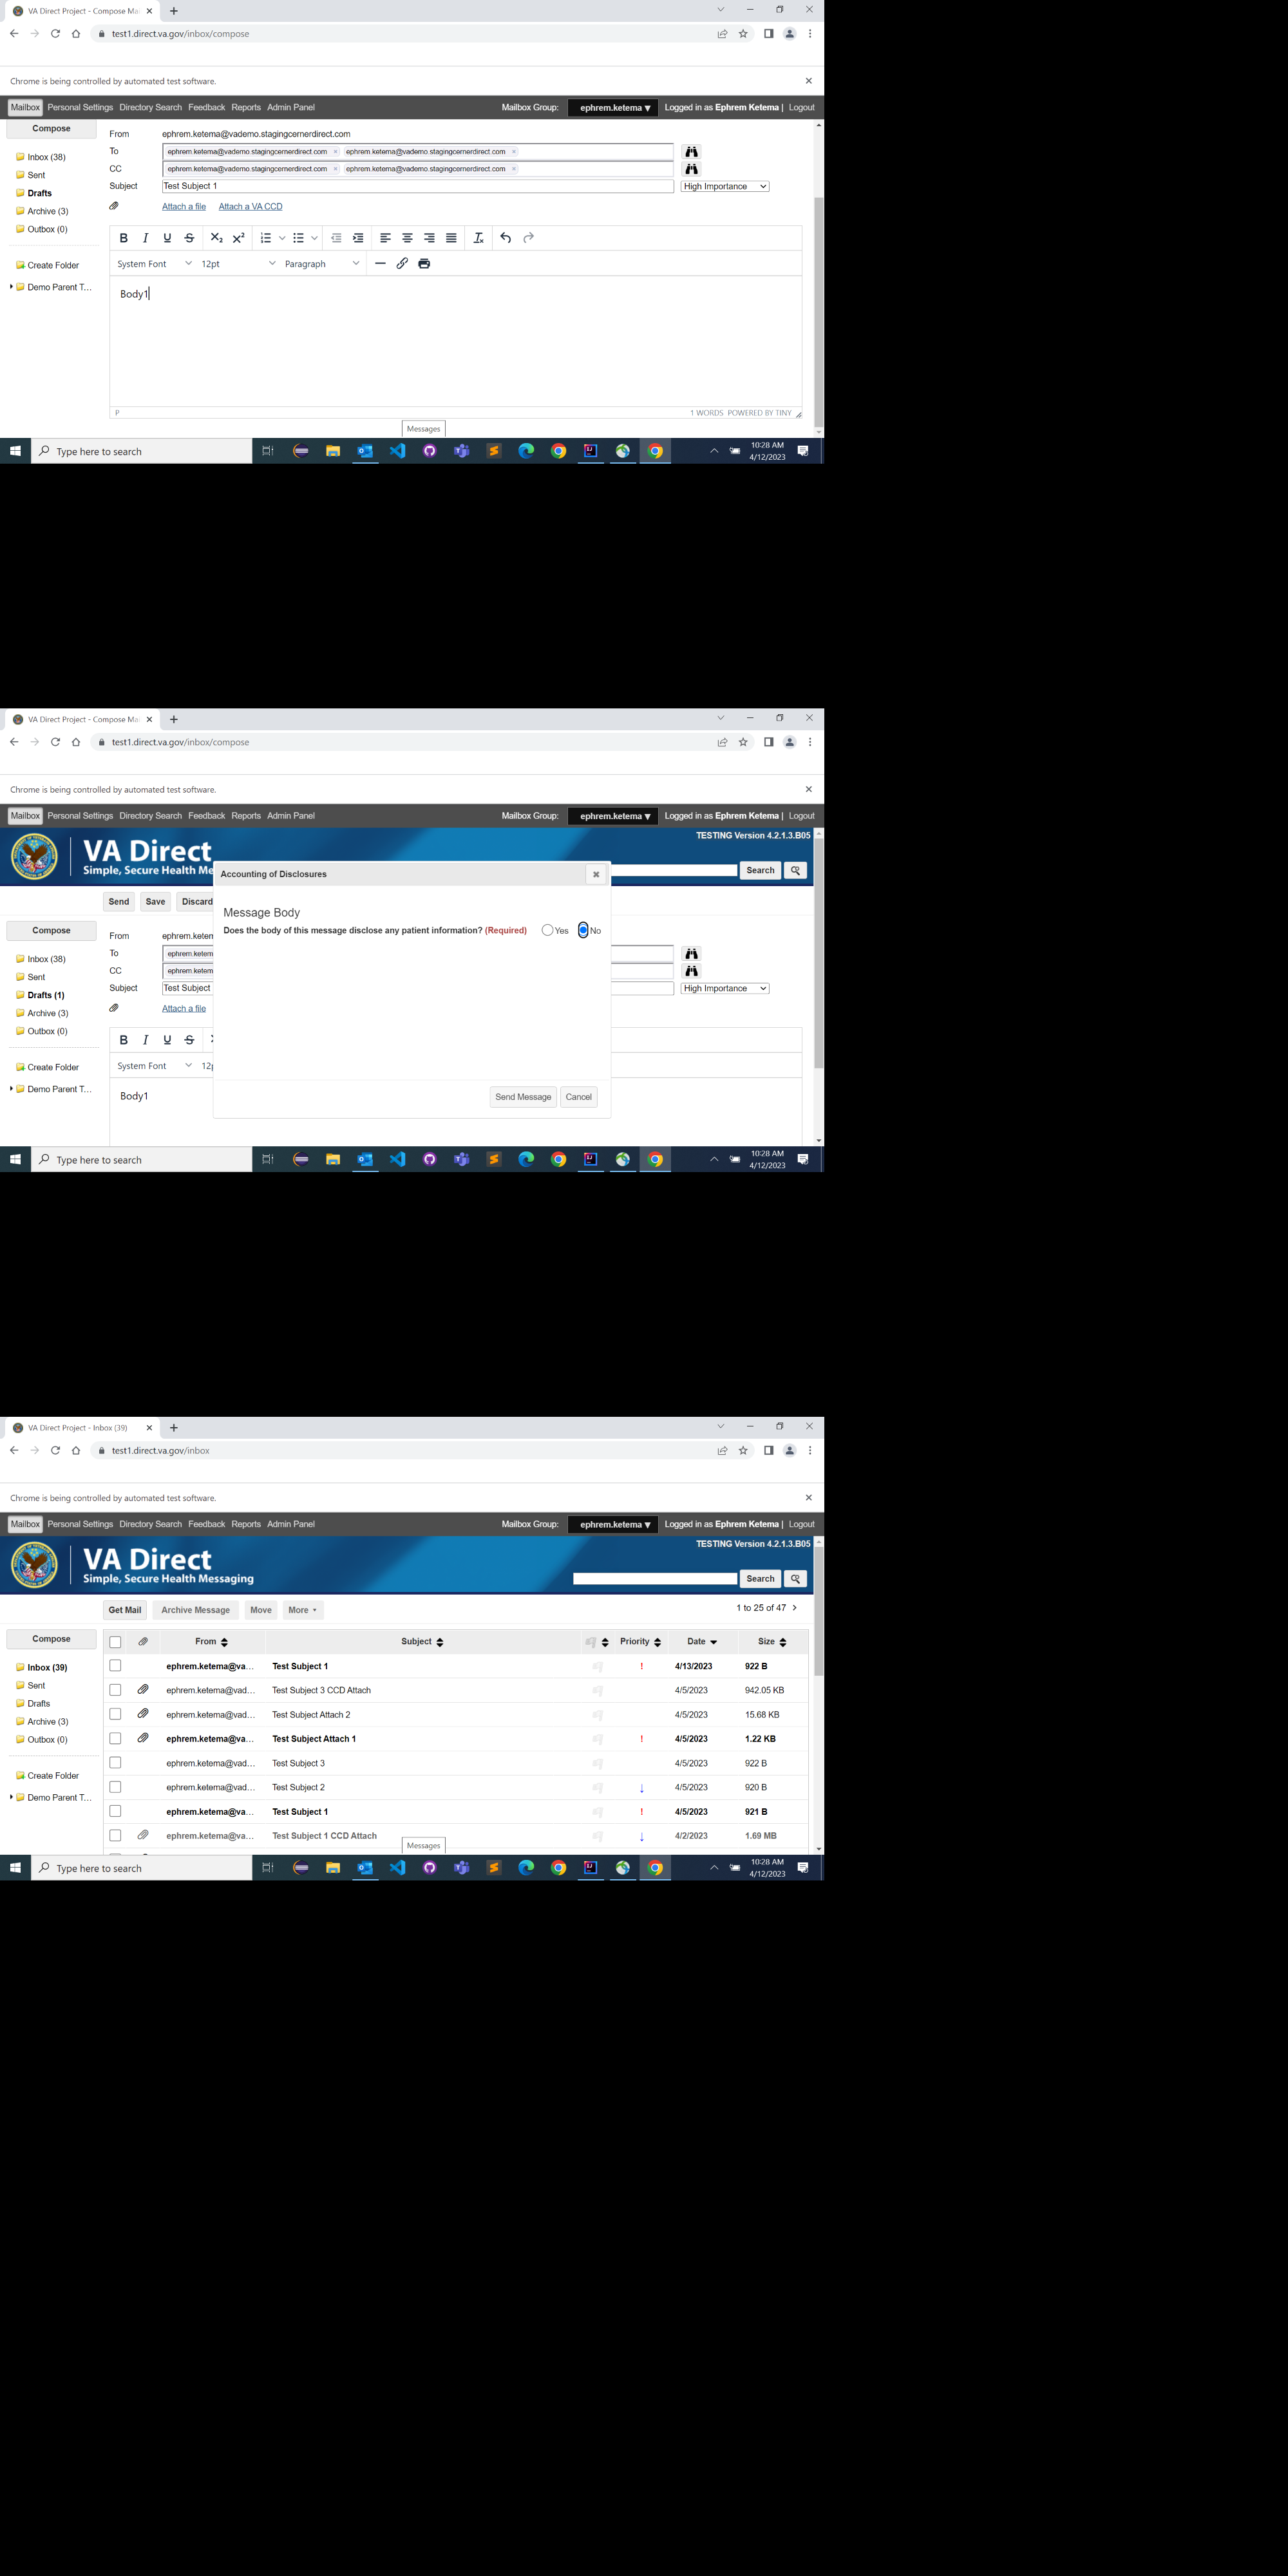 VA Direct Project - Compose Ma
test1.direct.va.gov/inbox/compose
Chrome is being controlled by automated test software.
Mailbox Personal Settings Directory Search Feedback Reports Admin Panel Mailbox Group: ephrem.ketema ▼ Logged in as Ephrem Ketema | Logout
Compose
From ephrem.ketema@vademo.stagingcernerdirect.com
To ephrem.ketema@vademo.stagingcernerdirect.com × ephrem.ketema@vademo.stagingcernerdirect.com ×
CC ephrem.ketema@vademo.stagingcernerdirect.com × ephrem.ketema@vademo.stagingcernerdirect.com ×
Subject Test Subject 1 High Importance
Attach a file Attach a VA CCD
Inbox (38)
Sent
Drafts
Archive (3)
Outbox (0)
Create Folder
Demo Parent T...
System Font 12pt Paragraph
Body1
P 1 WORDS POWERED BY TINY
Messages
Type here to search 10:28 AM
4/12/2023
VA Direct Project - Compose Ma
test1.direct.va.gov/inbox/compose
Chrome is being controlled by automated test software.
Mailbox Personal Settings Directory Search Feedback Reports Admin Panel Mailbox Group: ephrem.ketema ▼ Logged in as Ephrem Ketema | Logout
TESTING Version 4.2.1.3.B05
VA Direct
Simple, Secure Health Me
Search
Send Save Discard
Accounting of Disclosures
Message Body
Does the body of this message disclose any patient information? (Required) Yes No
Send Message Cancel
Compose
From ephrem.keter
To ephrem.ketem
CC ephrem.ketem
Subject Test Subject High Importance
Attach a file
Inbox (38)
Sent
Drafts (1)
Archive (3)
Outbox (0)
Create Folder
Demo Parent T...
System Font 12p
Body1
Type here to search 10:28 AM
4/12/2023
VA Direct Project - Inbox (39)
test1.direct.va.gov/inbox
Chrome is being controlled by automated test software.
Mailbox Personal Settings Directory Search Feedback Reports Admin Panel Mailbox Group: ephrem.ketema ▼ Logged in as Ephrem Ketema | Logout
TESTING Version 4.2.1.3.B05
VA Direct
Simple, Secure Health Messaging
Search
Get Mail Archive Message Move More 1 to 25 of 47
Compose
Inbox (39)
Sent
Drafts
Archive (3)
Outbox (0)
Create Folder
Demo Parent T...
From Subject Priority Date Size
ephrem.ketema@va... Test Subject 1 ! 4/13/2023 922 B
ephrem.ketema@vad... Test Subject 3 CCD Attach 4/5/2023 942.05 KB
ephrem.ketema@vad... Test Subject Attach 2 4/5/2023 15.68 KB
ephrem.ketema@va... Test Subject Attach 1 ! 4/5/2023 1.22 KB
ephrem.ketema@vad... Test Subject 3 4/5/2023 922 B
ephrem.ketema@vad... Test Subject 2 ↓ 4/5/2023 920 B
ephrem.ketema@va... Test Subject 1 ! 4/5/2023 921 B
ephrem.ketema@va... Test Subject 1 CCD Attach ↓ 4/2/2023 1.69 MB
Messages
Type here to search 10:28 AM
4/12/2023